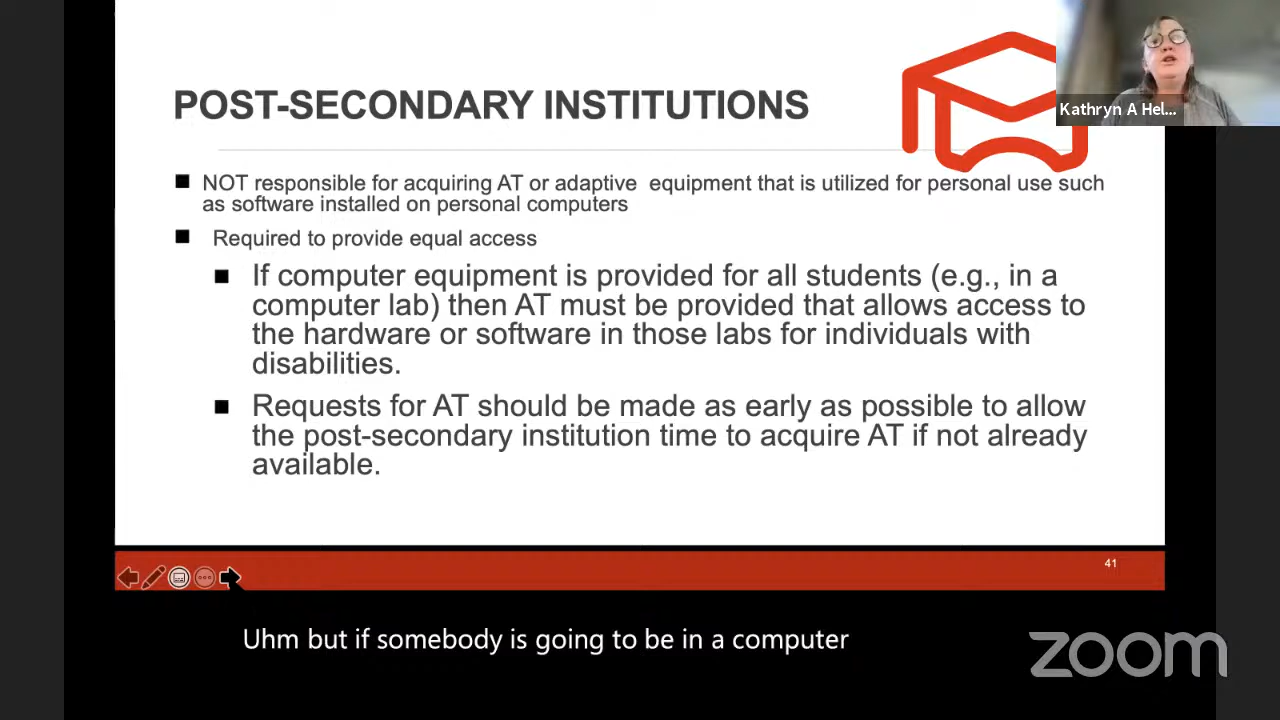 POST-SECONDARY INSTITUTIONS
Kathryn A Hel...
NOT responsible for acquiring AT or adaptive equipment that is utilized for personal use such
as software installed on personal computers
Required to provide equal access
If computer equipment is provided for all students (e.g., in a
computer lab) then AT must be provided that allows access to
the hardware or software in those labs for individuals with
disabilities.
Requests for AT should be made as early as possible to allow
the post-secondary institution time to acquire AT if not already
available.
41
Uhm but if somebody is going to be in a computer
zoom